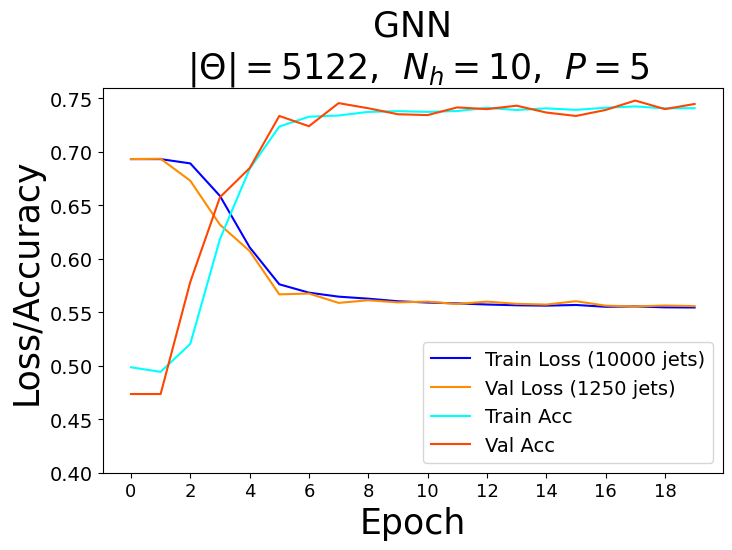 GNN
|Θ| = 5122, N_h = 10, P = 5
Loss/Accuracy
0.75
0.70
0.65
0.60
0.55
0.50
0.45
0.40
Train Loss (10000 jets)
Val Loss (1250 jets)
Train Acc
Val Acc
0 2 4 6 8 10 12 14 16 18
Epoch